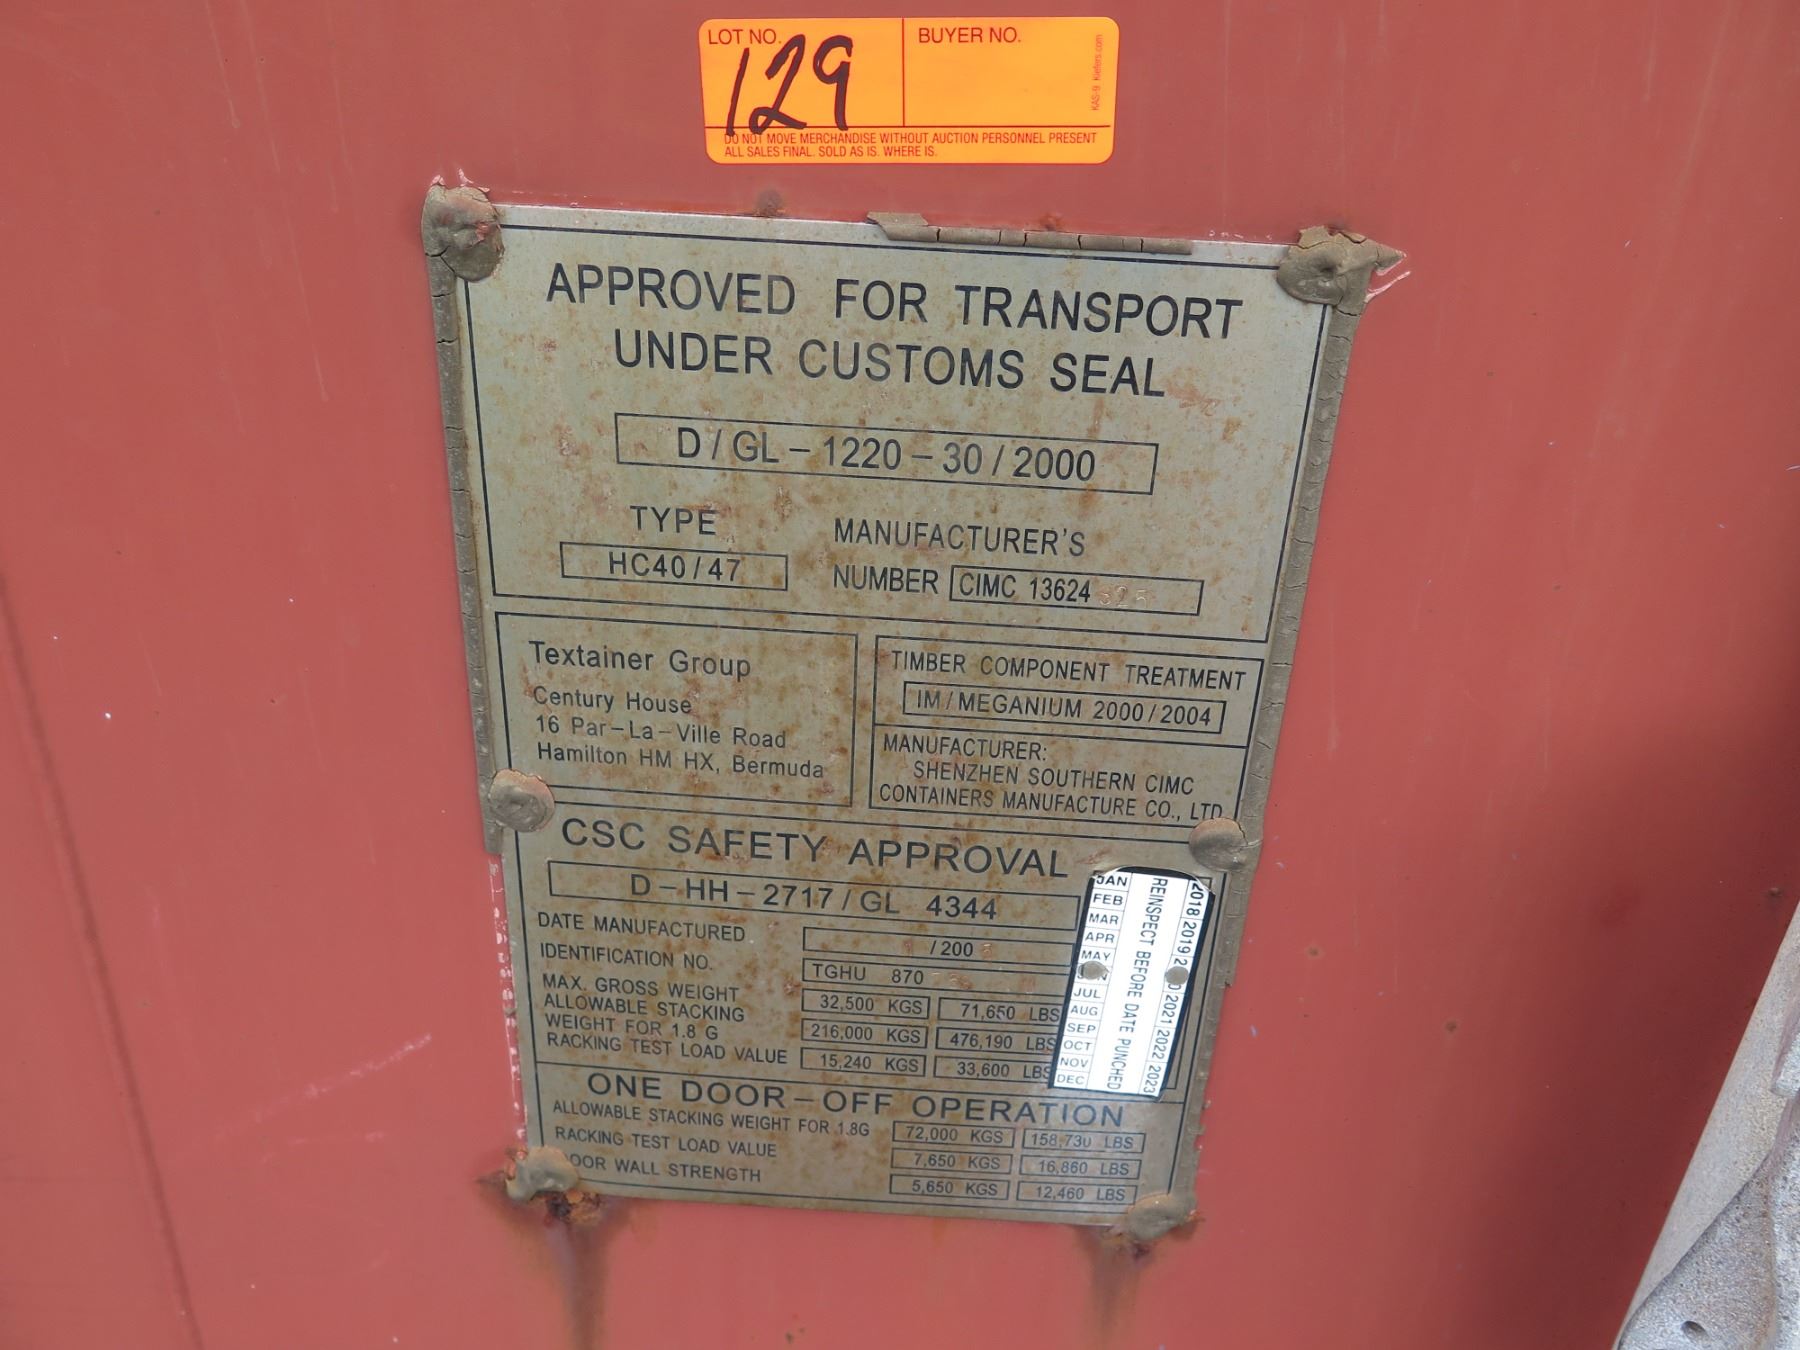 LOT NO.
129
BUYER NO.
KAS-9 Kiefers.com
DO NOT MOVE MERCHANDISE WITHOUT AUCTION PERSONNEL PRESENT
ALL SALES FINAL. SOLD AS IS. WHERE IS.
APPROVED FOR TRANSPORT
UNDER CUSTOMS SEAL
D/GL-1220-30/2000
TYPE
HC40/47
MANUFACTURER'S
NUMBER CIMC 13624
Textainer Group
Century House
16 Par-La-Ville Road
Hamilton HM HX, Bermuda
TIMBER COMPONENT TREATMENT
IM/MEGANIUM 2000/2004
MANUFACTURER:
SHENZHEN SOUTHERN CIMC
CONTAINERS MANUFACTURE CO., LTD
CSC SAFETY APPROVAL
D-HH-2717/GL 4344
DATE MANUFACTURED /200
IDENTIFICATION NO. TGHU 870
MAX. GROSS WEIGHT 32,500 KGS 71,650 LBS
ALLOWABLE STACKING
WEIGHT FOR 1.8 G 216,000 KGS 476,190 LBS
RACKING TEST LOAD VALUE 15,240 KGS 33,600 LBS
JAN
FEB
MAR
APR
MAY
JUL
AUG
SEP
OCT
NOV
DEC
REINSPECT BEFORE DATE PUNCHED
2018 2019 2021 2022 2023
ONE DOOR-OFF OPERATION
ALLOWABLE STACKING WEIGHT FOR 1.8G 72,000 KGS 158,730 LBS
RACKING TEST LOAD VALUE 7,650 KGS 16,860 LBS
DOOR WALL STRENGTH 5,650 KGS 12,460 LBS